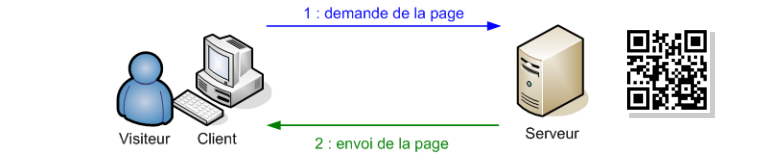 1 : demande de la page
Visiteur
Client
2 : envoi de la page
Serveur